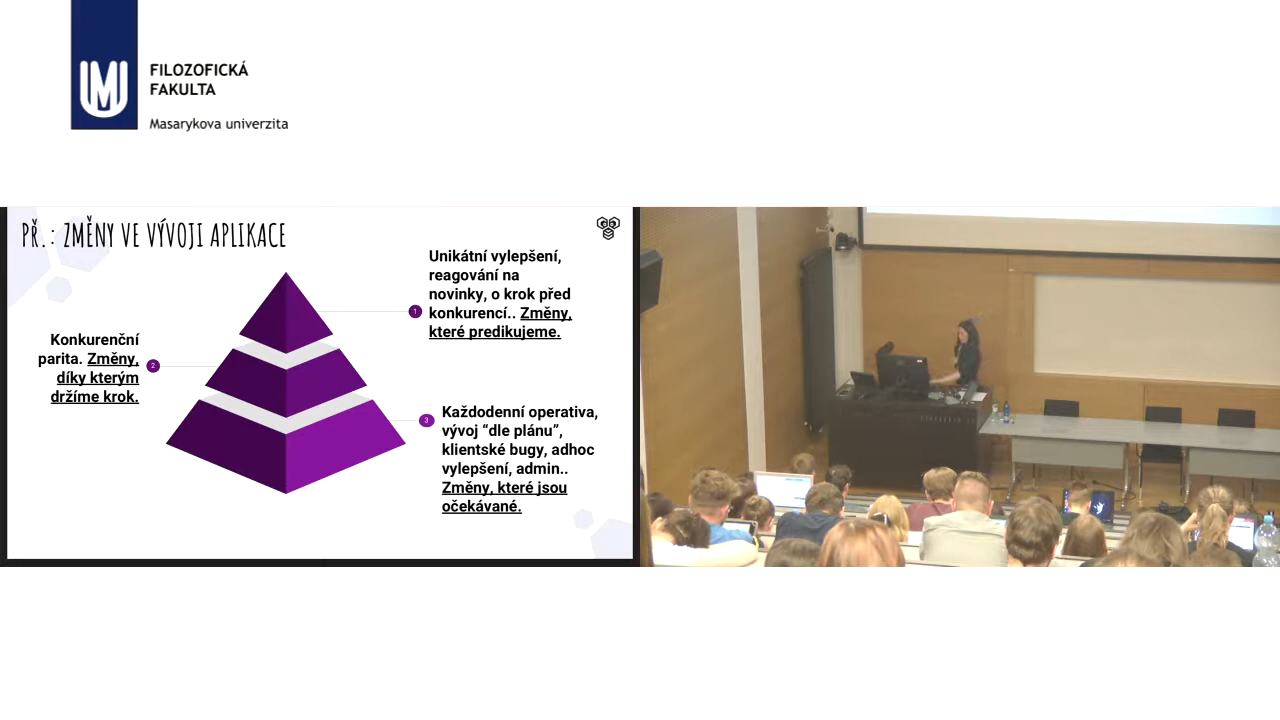 FILOZOFICKÁ
FAKULTA
Masarykova univerzita
PŘ.: ZMĚNY VE VÝVOJI APLIKACE
Unikátní vylepšení,
reagování na
novinky, o krok před
konkurencí.. Změny,
které predikujeme.
1
Konkurenční
parita. Změny,
díky kterým
držíme krok.
2
3
Každodenní operativa,
vývoj “dle plánu”,
klientské bugy, adhoc
vylepšení, admin..
Změny, které jsou
očekávané.